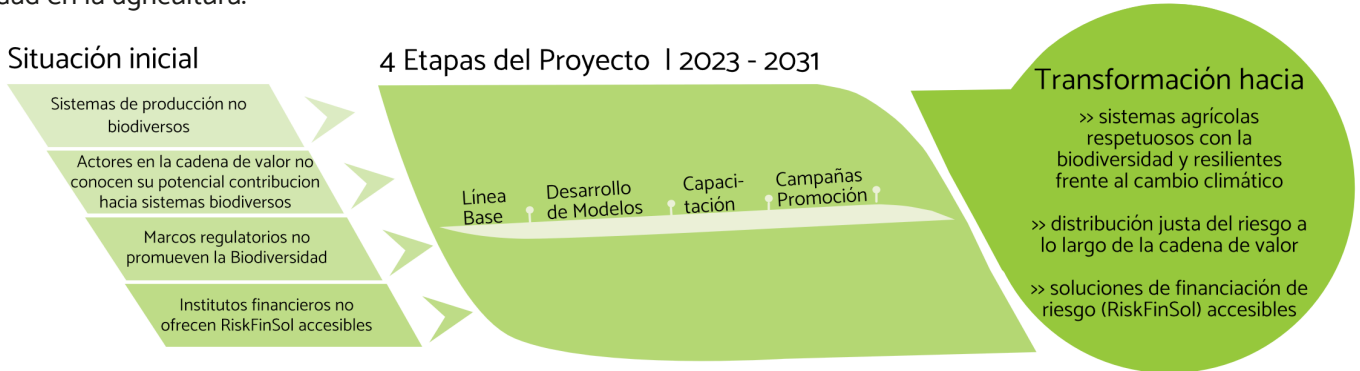 dad en la agricultura.
Situación inicial
Sistemas de producción no
biodiversos
Actores en la cadena de valor no
conocen su potencial contribucion
hacia sistemas biodiversos
Marcos regulatorios no
promueven la Biodiversidad
Institutos financieros no
ofrecen RiskFinSol accesibles
4 Etapas del Proyecto | 2023 - 2031
Línea
Base
Desarrollo
de Modelos
Capaci-
tación
Campañas
Promoción
Transformación hacia
>> sistemas agrícolas
respetuosos con la
biodiversidad y resilientes
frente al cambio climático
>> distribución justa del riesgo a
lo largo de la cadena de valor
>> soluciones de financiación de
riesgo (RiskFinSol) accesibles